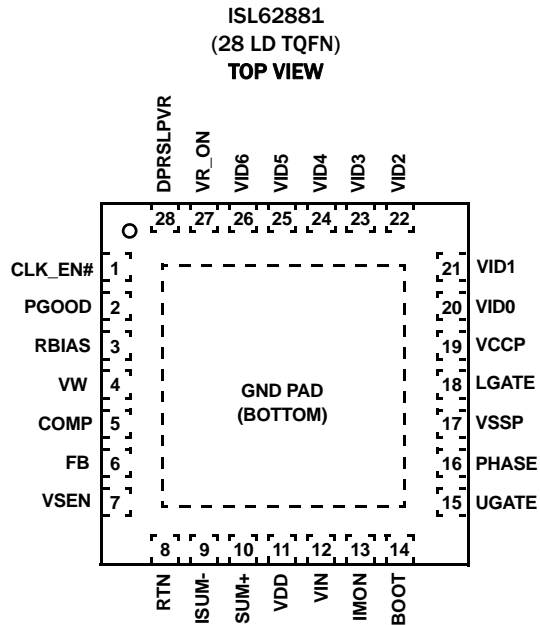 ISL62881
(28 LD TQFN)
TOP VIEW
DPRSLPVR
VR_ON
VID6
VID5
VID4
VID3
VID2
28 27 26 25 24 23 22
CLK_EN# 1
PGOOD 2
RBIAS 3
VW 4
COMP 5
FB 6
VSEN 7
GND PAD
(BOTTOM)
21 VID1
20 VID0
19 VCCP
18 LGATE
17 VSSP
16 PHASE
15 UGATE
8 9 10 11 12 13 14
RTN
ISUM-
SUM+
VDD
VIN
IMON
BOOT